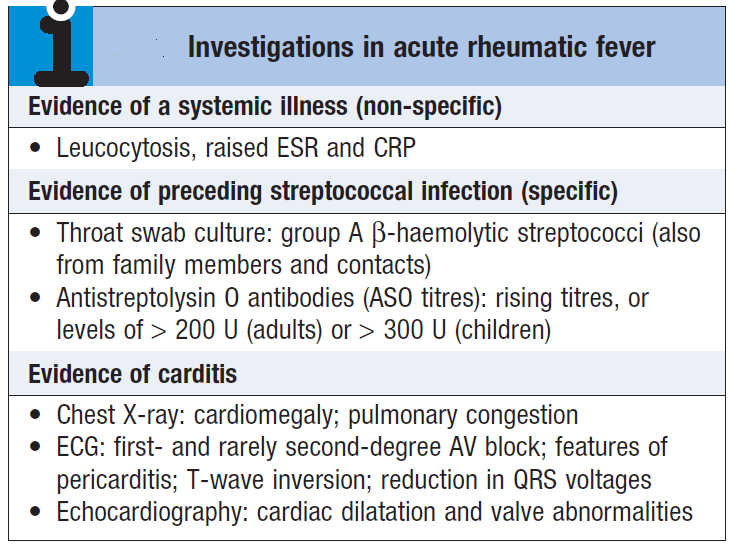 i
Investigations in acute rheumatic fever
Evidence of a systemic illness (non-specific)
• Leucocytosis, raised ESR and CRP
Evidence of preceding streptococcal infection (specific)
• Throat swab culture: group A β-haemolytic streptococci (also
from family members and contacts)
• Antistreptolysin O antibodies (ASO titres): rising titres, or
levels of > 200 U (adults) or > 300 U (children)
Evidence of carditis
• Chest X-ray: cardiomegaly; pulmonary congestion
• ECG: first- and rarely second-degree AV block; features of
pericarditis; T-wave inversion; reduction in QRS voltages
• Echocardiography: cardiac dilatation and valve abnormalities